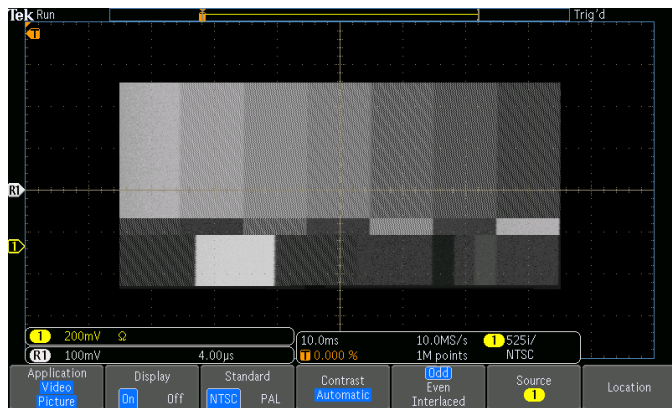 Tek Run Trig'd
T
R1
1
1 200mV Ω
R1 100mV 4.00µs
10.0ms 10.0MS/s 1 525i/
T 0.000 % 1M points NTSC
Application
Video
Picture
Display
On Off
Standard
NTSC PAL
Contrast
Automatic
Odd
Even
Interlaced
Source
1
Location